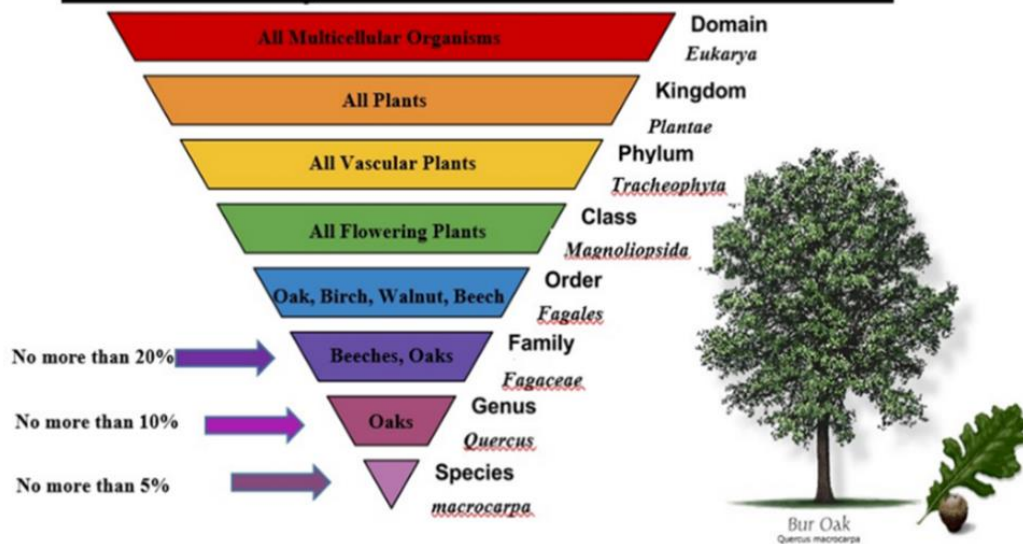 All Multicellular Organisms
Domain
Eukarya
All Plants
Kingdom
Plantae
All Vascular Plants
Phylum
Tracheophyta
All Flowering Plants
Class
Magnoliopsida
Oak, Birch, Walnut, Beech
Order
Fagales
No more than 20%
Beeches, Oaks
Family
Fagaceae
No more than 10%
Oaks
Genus
Quercus
No more than 5%
Species
macrocarpa
Bur Oak
Quercus macrocarpa